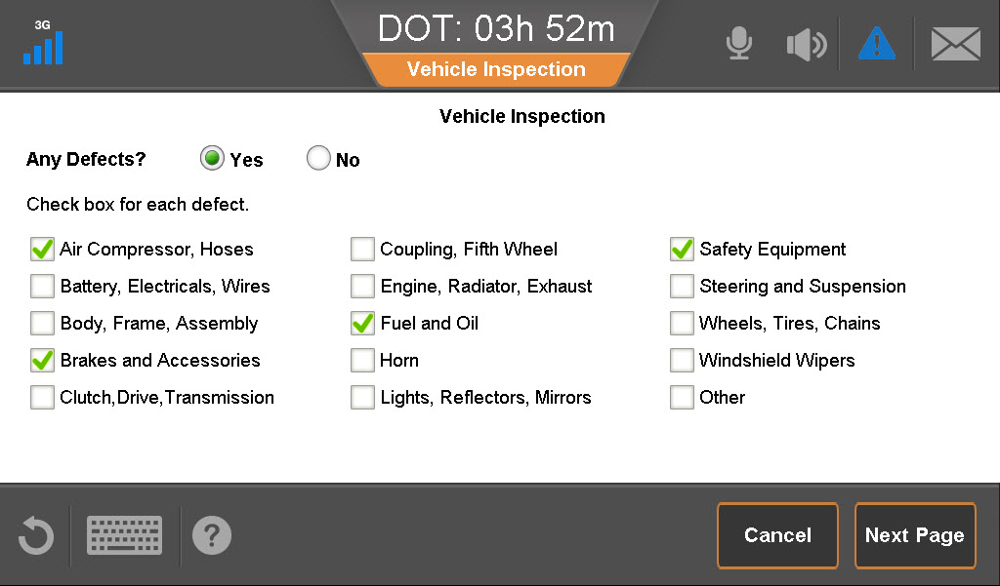 3G
DOT: 03h 52m
Vehicle Inspection
Vehicle Inspection
Any Defects? Yes No
Check box for each defect.
Air Compressor, Hoses Coupling, Fifth Wheel Safety Equipment
Battery, Electricals, Wires Engine, Radiator, Exhaust Steering and Suspension
Body, Frame, Assembly Fuel and Oil Wheels, Tires, Chains
Brakes and Accessories Horn Windshield Wipers
Clutch,Drive,Transmission Lights, Reflectors, Mirrors Other
? Cancel Next Page